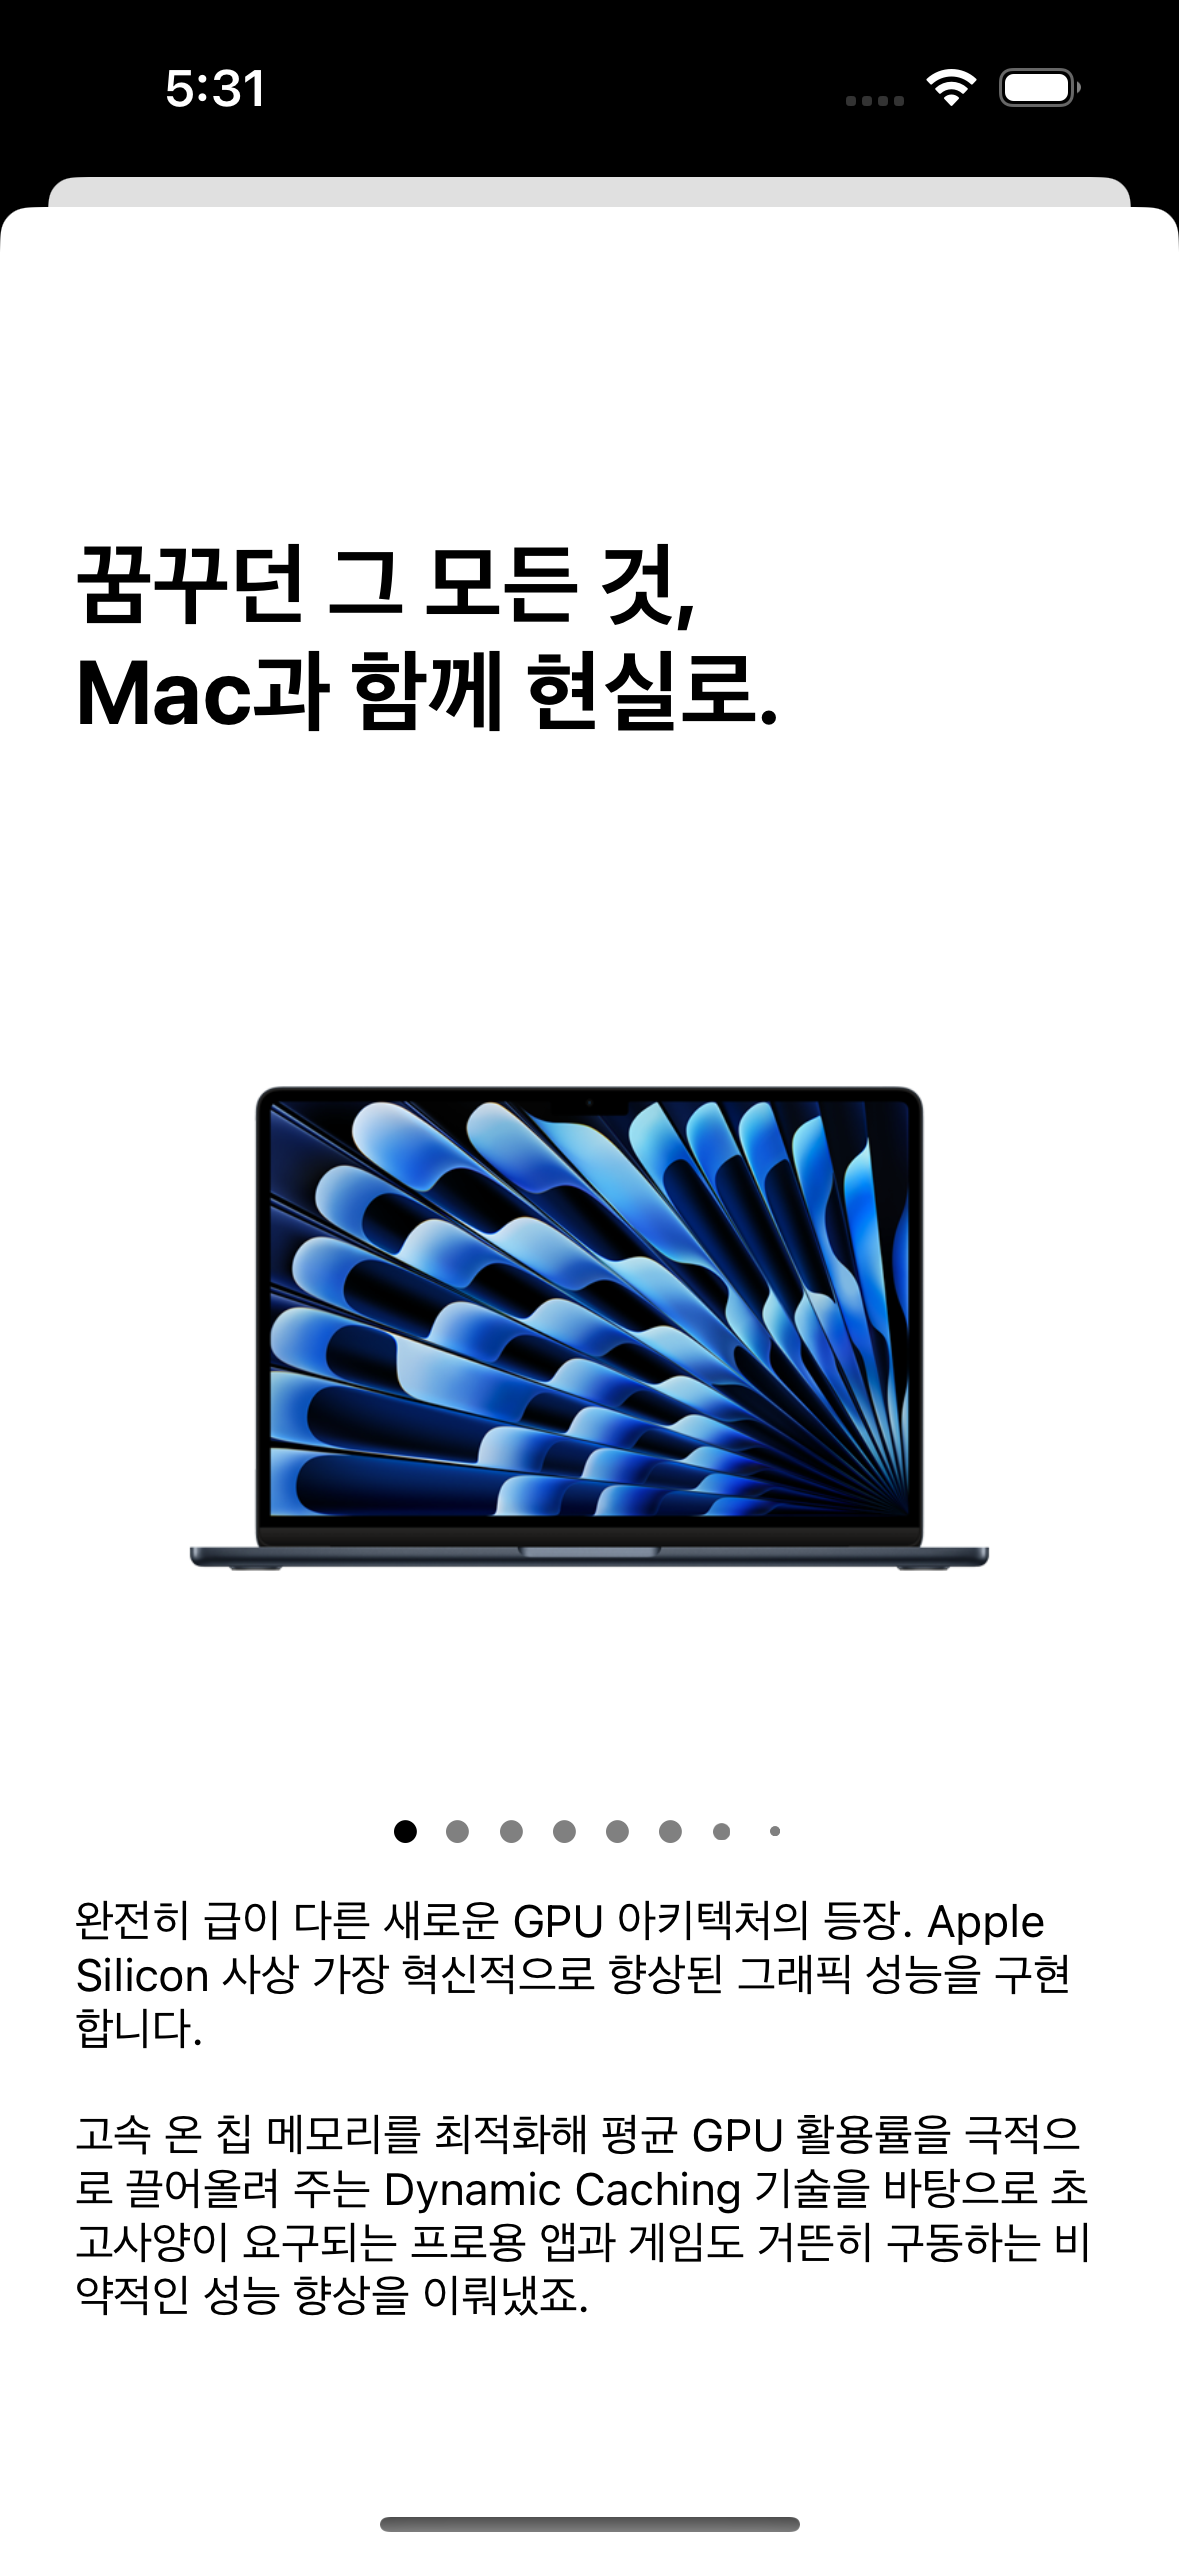 5:31
꿈꾸던 그 모든 것,
Mac과 함께 현실로.
완전히 급이 다른 새로운 GPU 아키텍처의 등장. Apple
Silicon 사상 가장 혁신적으로 향상된 그래픽 성능을 구현
합니다.
고속 온 칩 메모리를 최적화해 평균 GPU 활용률을 극적으
로 끌어올려 주는 Dynamic Caching 기술을 바탕으로 초
고사양이 요구되는 프로용 앱과 게임도 거뜬히 구동하는 비
약적인 성능 향상을 이뤄냈죠.